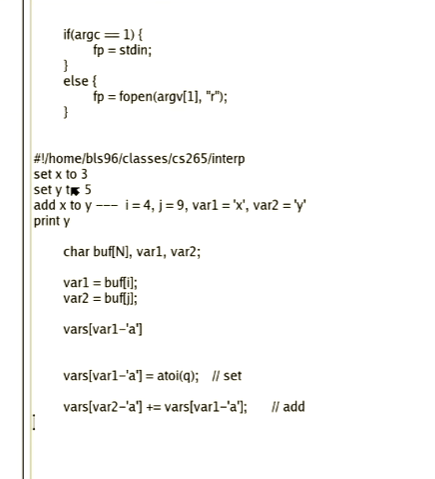 if(argc == 1) {
fp = stdin;
}
else {
fp = fopen(argv[1], "r");
}
#!/home/bls96/classes/cs265/interp
set x to 3
set y to 5
add x to y --- i = 4, j = 9, var1 = 'x', var2 = 'y'
print y
char buf[N], var1, var2;
var1 = buf[i];
var2 = buf[j];
vars[var1-'a']
vars[var1-'a'] = atoi(q); // set
vars[var2-'a'] += vars[var1-'a']; // add